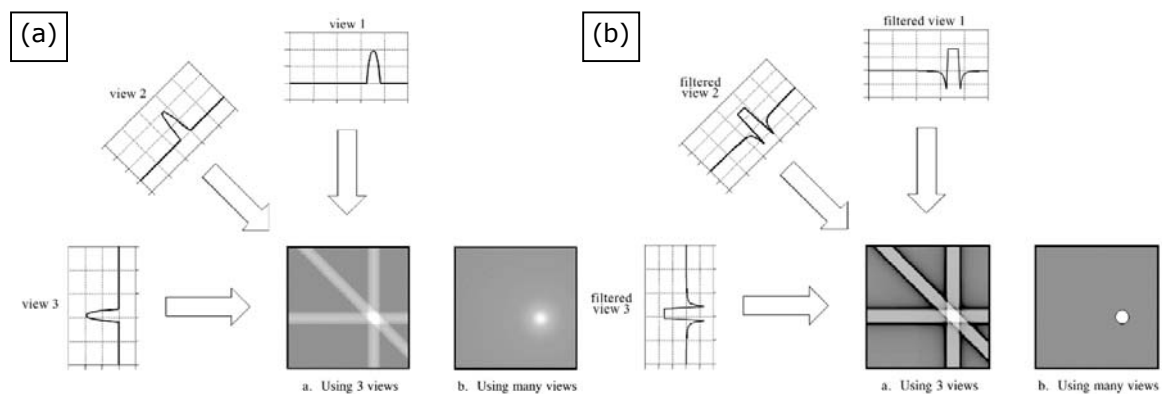 (a)
view 1
view 2
view 3
a. Using 3 views
b. Using many views
(b)
filtered view 1
filtered
view 2
filtered
view 3
a. Using 3 views
b. Using many views